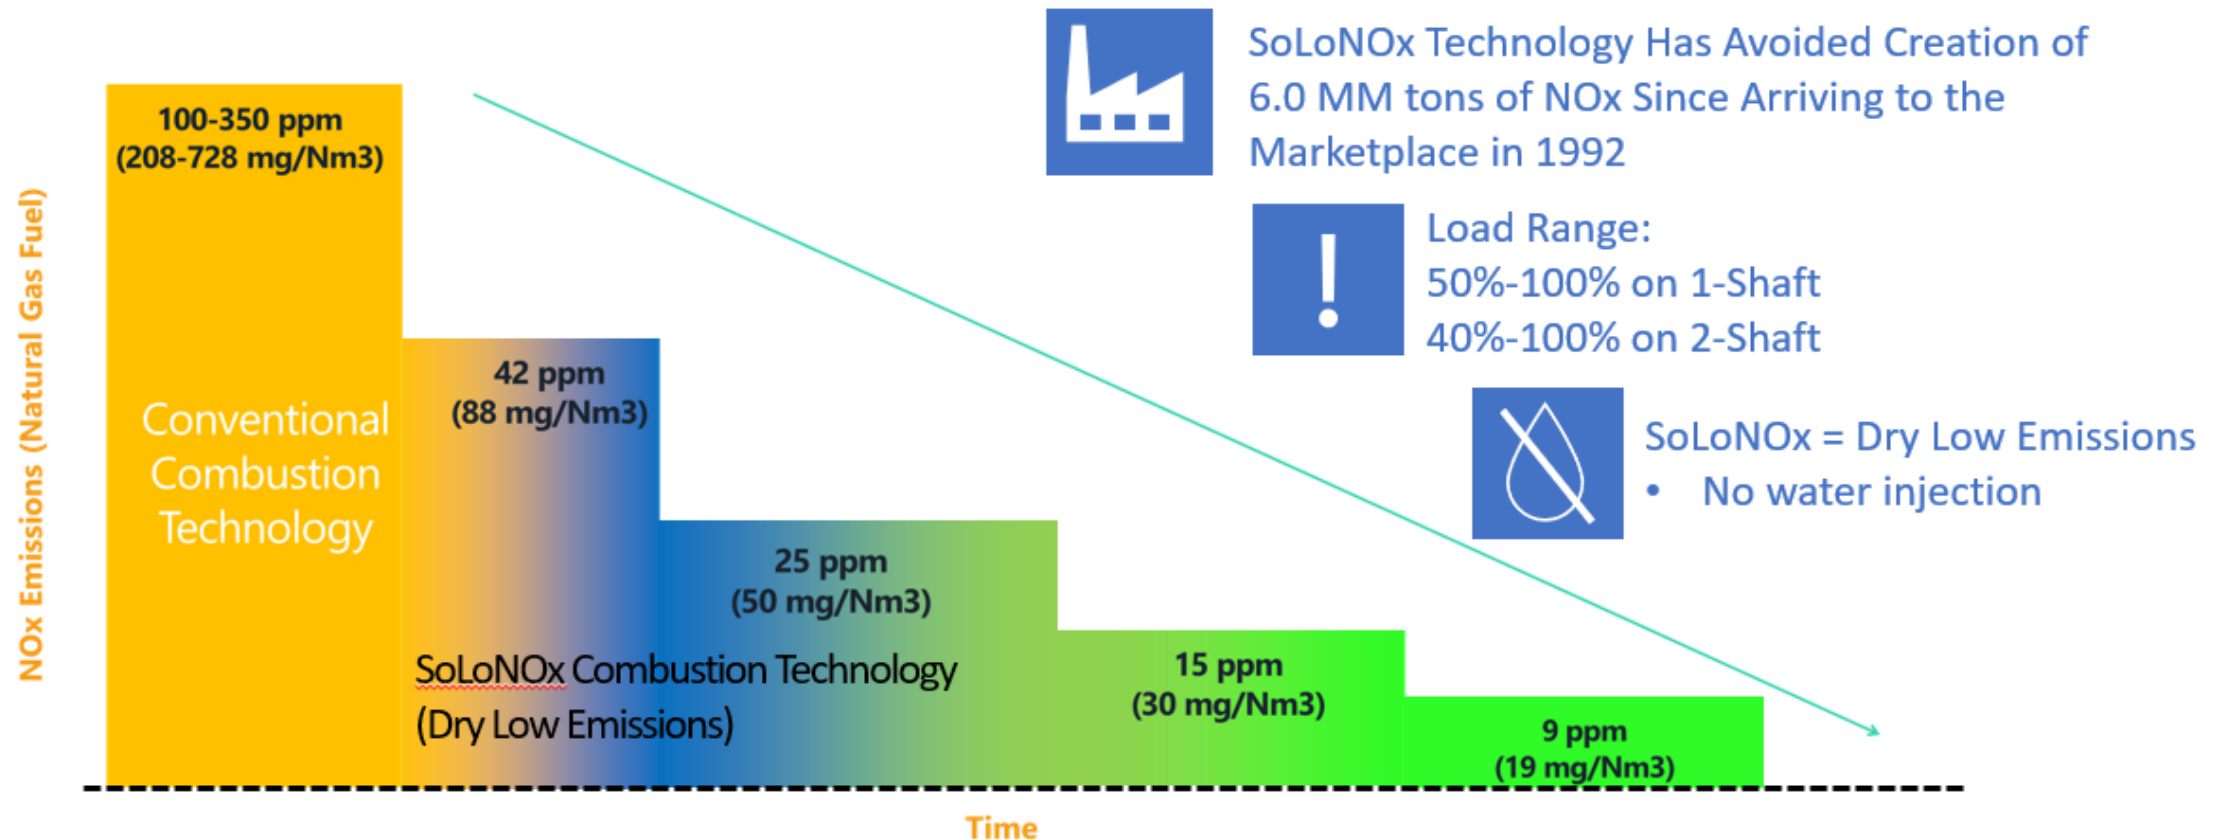 SoLoNOx Technology Has Avoided Creation of
6.0 MM tons of NOx Since Arriving to the
Marketplace in 1992
Load Range:
50%-100% on 1-Shaft
40%-100% on 2-Shaft
SoLoNOx = Dry Low Emissions
• No water injection
NOx Emissions (Natural Gas Fuel)
100-350 ppm
(208-728 mg/Nm3)
Conventional
Combustion
Technology
42 ppm
(88 mg/Nm3)
25 ppm
(50 mg/Nm3)
SoLoNOx Combustion Technology
(Dry Low Emissions)
15 ppm
(30 mg/Nm3)
9 ppm
(19 mg/Nm3)
Time